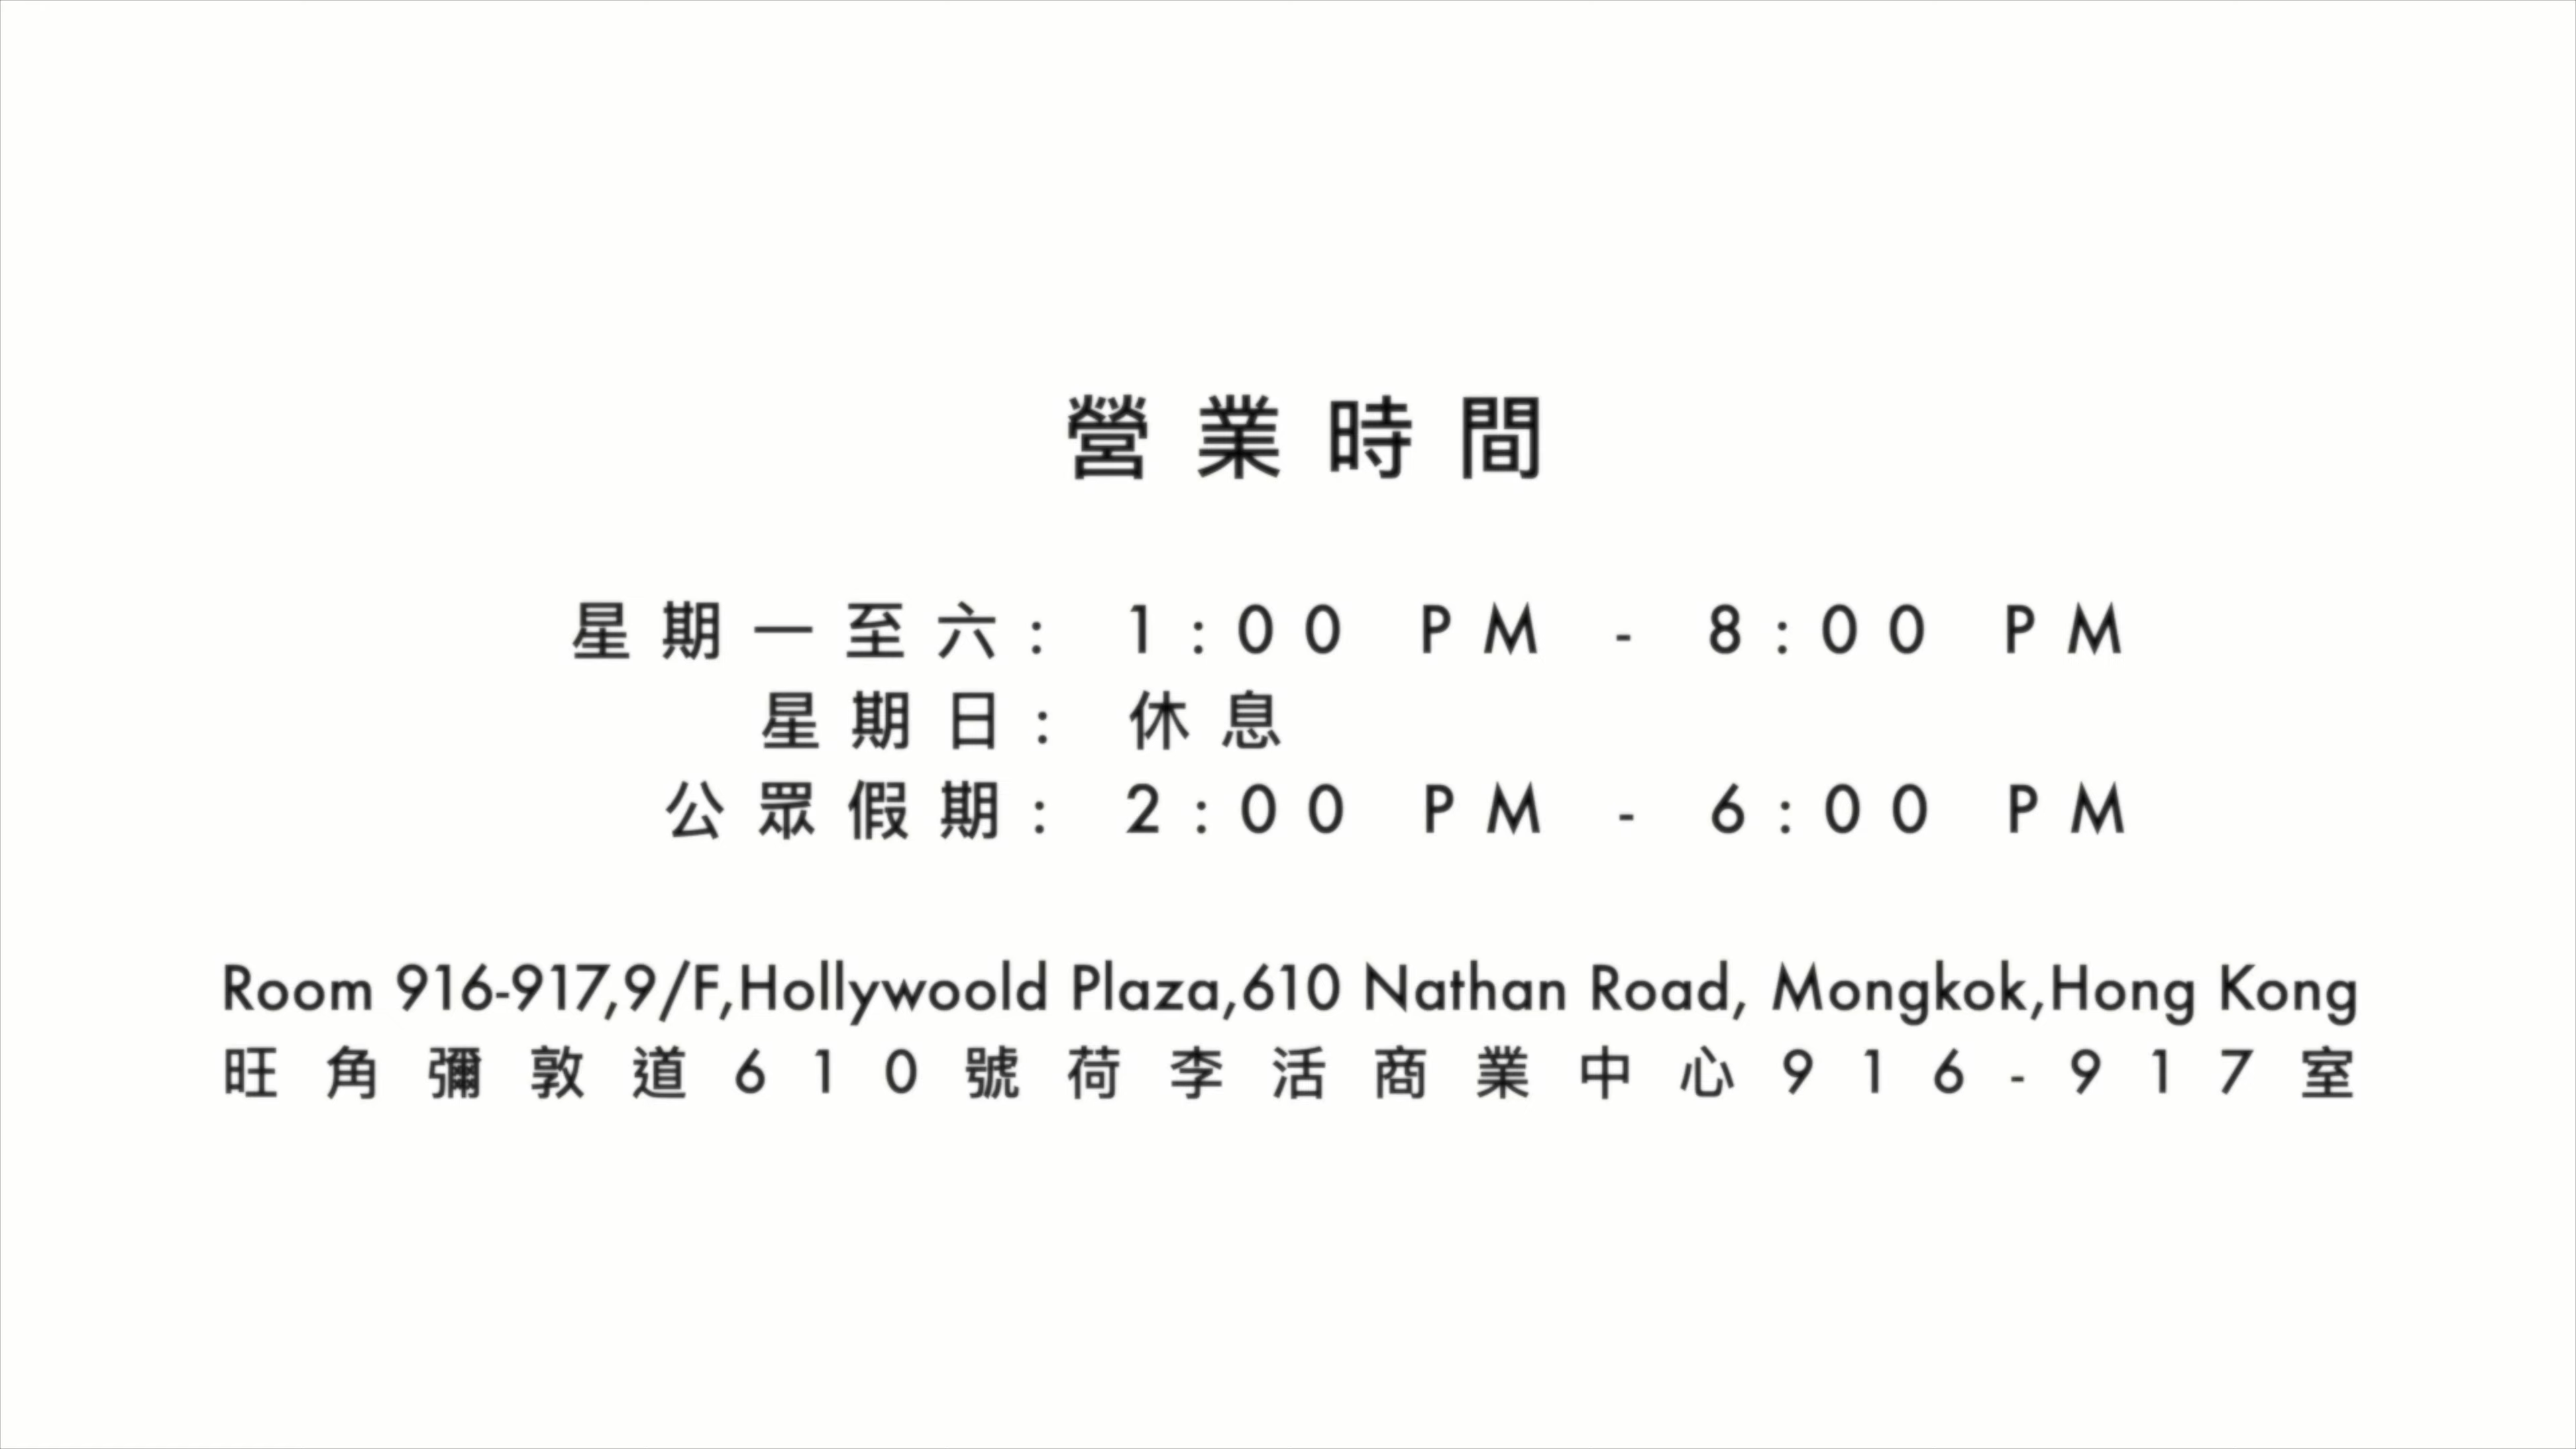 營業時間
星期一至六: 1:00 PM - 8:00 PM
星期日: 休息
公眾假期: 2:00 PM - 6:00 PM
Room 916-917,9/F,Hollywoold Plaza,610 Nathan Road, Mongkok,Hong Kong
旺角彌敦道610號荷李活商業中心916-917室